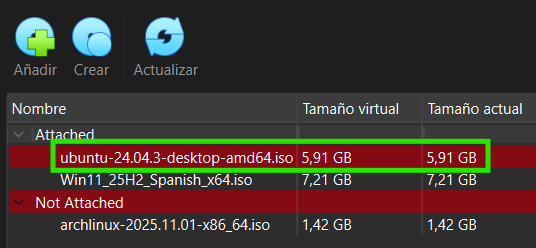 Añadir Crear Actualizar
Nombre Tamaño virtual Tamaño actual
Attached
ubuntu-24.04.3-desktop-amd64.iso 5,91 GB 5,91 GB
Win11_25H2_Spanish_x64.iso 7,21 GB 7,21 GB
Not Attached
archlinux-2025.11.01-x86_64.iso 1,42 GB 1,42 GB